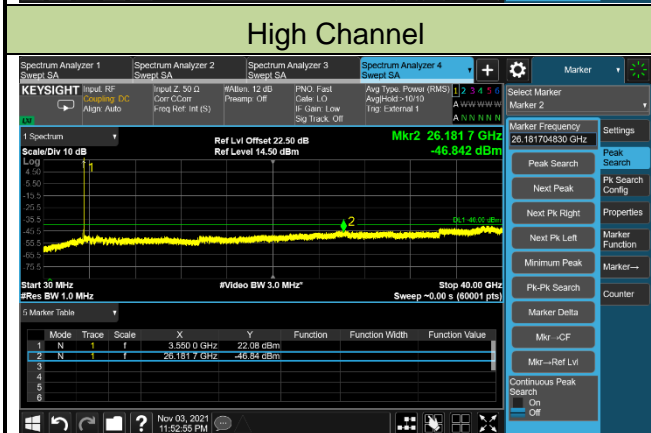 High Channel
Spectrum Analyzer 1
Swept SA
Spectrum Analyzer 2
Swept SA
Spectrum Analyzer 3
Swept SA
Spectrum Analyzer 4
Swept SA
+
Marker
KEYSIGHT
Input: RF
Coupling: DC
Align: Auto
Input Z: 50 Ω
Corr CCorr
Freq Ref: Int (S)
#Atten: 12 dB
Preamp: Off
PNO: Fast
Gate: LO
IF Gain: Low
Sig Track: Off
Avg Type: Power (RMS)
Avg|Hold:>10/10
Trig: External 1
1 2 3 4 5 6
A W W W W W
A N N N N N
LXI
Select Marker
Marker 2
1 Spectrum
Scale/Div 10 dB
Ref Lvl Offset 22.50 dB
Ref Level 14.50 dBm
Mkr2 26.181 7 GHz
-46.842 dBm
Log
4.50
-5.50
-15.5
-25.5
-35.5
-45.5
-55.5
-65.5
-75.5
1
2
DL1 -46.00 dBm
Start 30 MHz
#Res BW 1.0 MHz
#Video BW 3.0 MHz*
Stop 40.00 GHz
Sweep ~0.00 s (60001 pts)
Marker Frequency
26.181704830 GHz
Peak Search
Next Peak
Next Pk Right
Next Pk Left
Minimum Peak
Pk-Pk Search
Marker Delta
Mkr→CF
Mkr→Ref Lvl
Continuous Peak
Search
On
Off
Settings
Peak
Search
Pk Search
Config
Properties
Marker
Function
Marker→
Counter
5 Marker Table
Mode Trace Scale X Y Function Function Width Function Value
1 N 1 f 3.550 0 GHz 22.08 dBm
2 N 1 f 26.181 7 GHz -46.84 dBm
3
4
5
6
?
Nov 03, 2021
11:52:55 PM